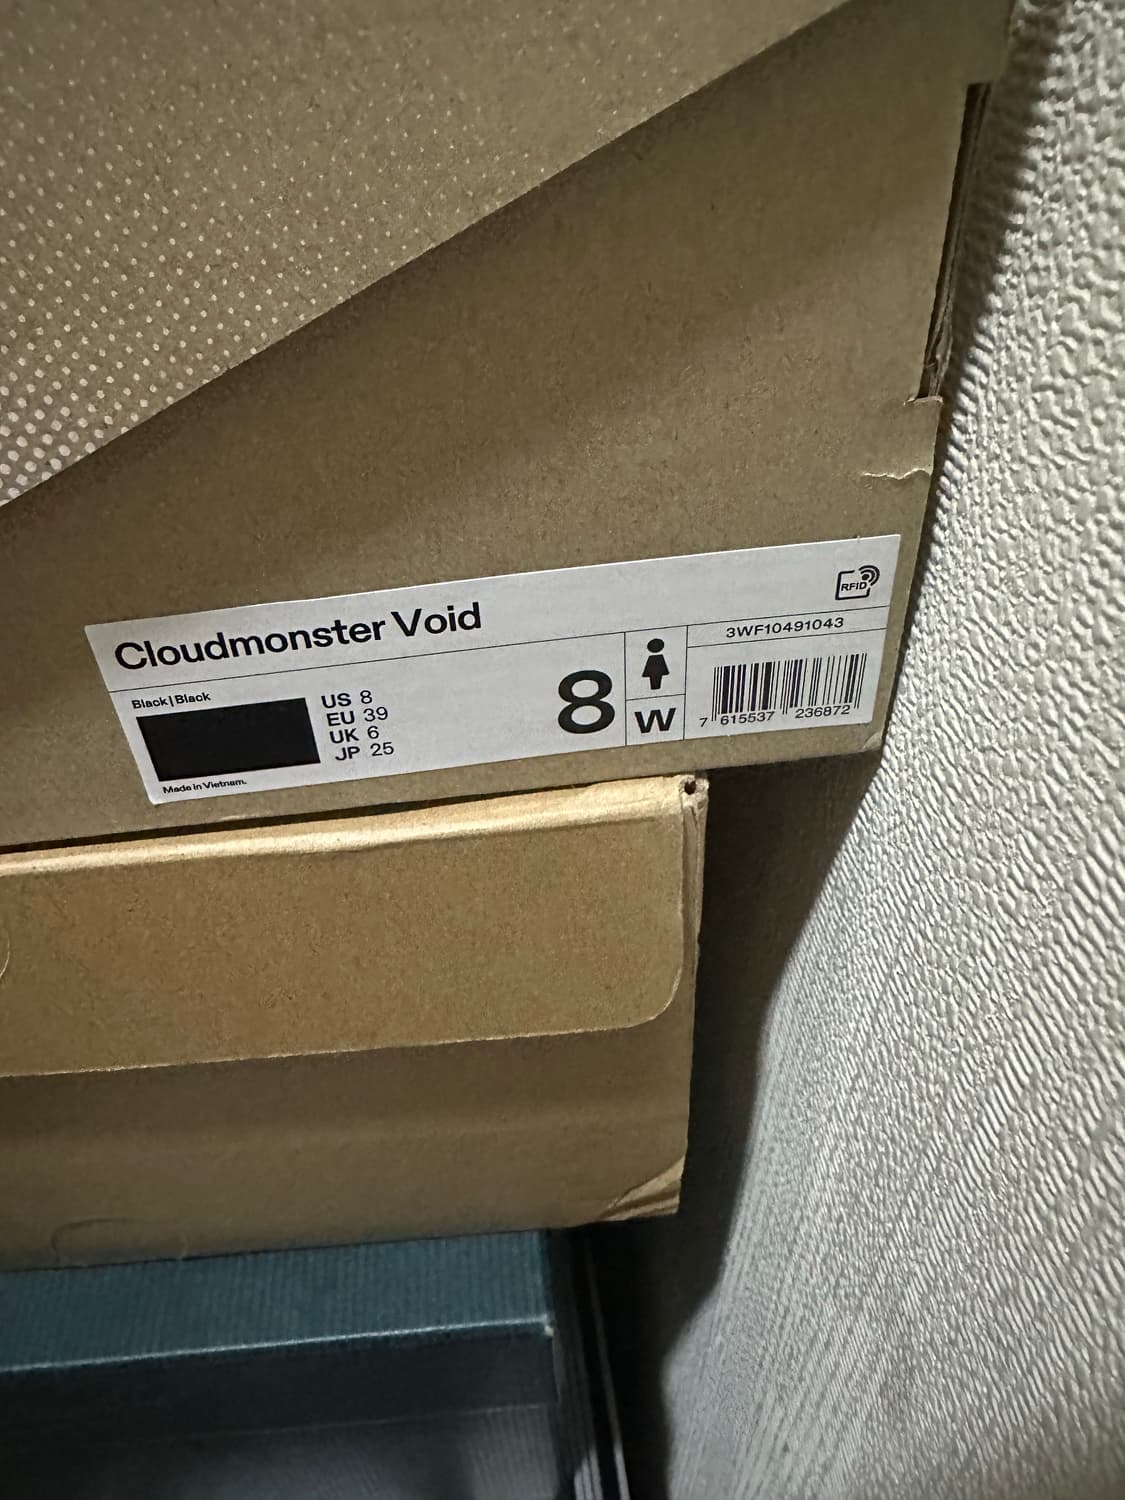 RFID
Cloudmonster Void
3WF10491043
Black|Black
US 8
EU 39
UK 6
JP 25
8
W
7 615537 236872
Made in Vietnam.